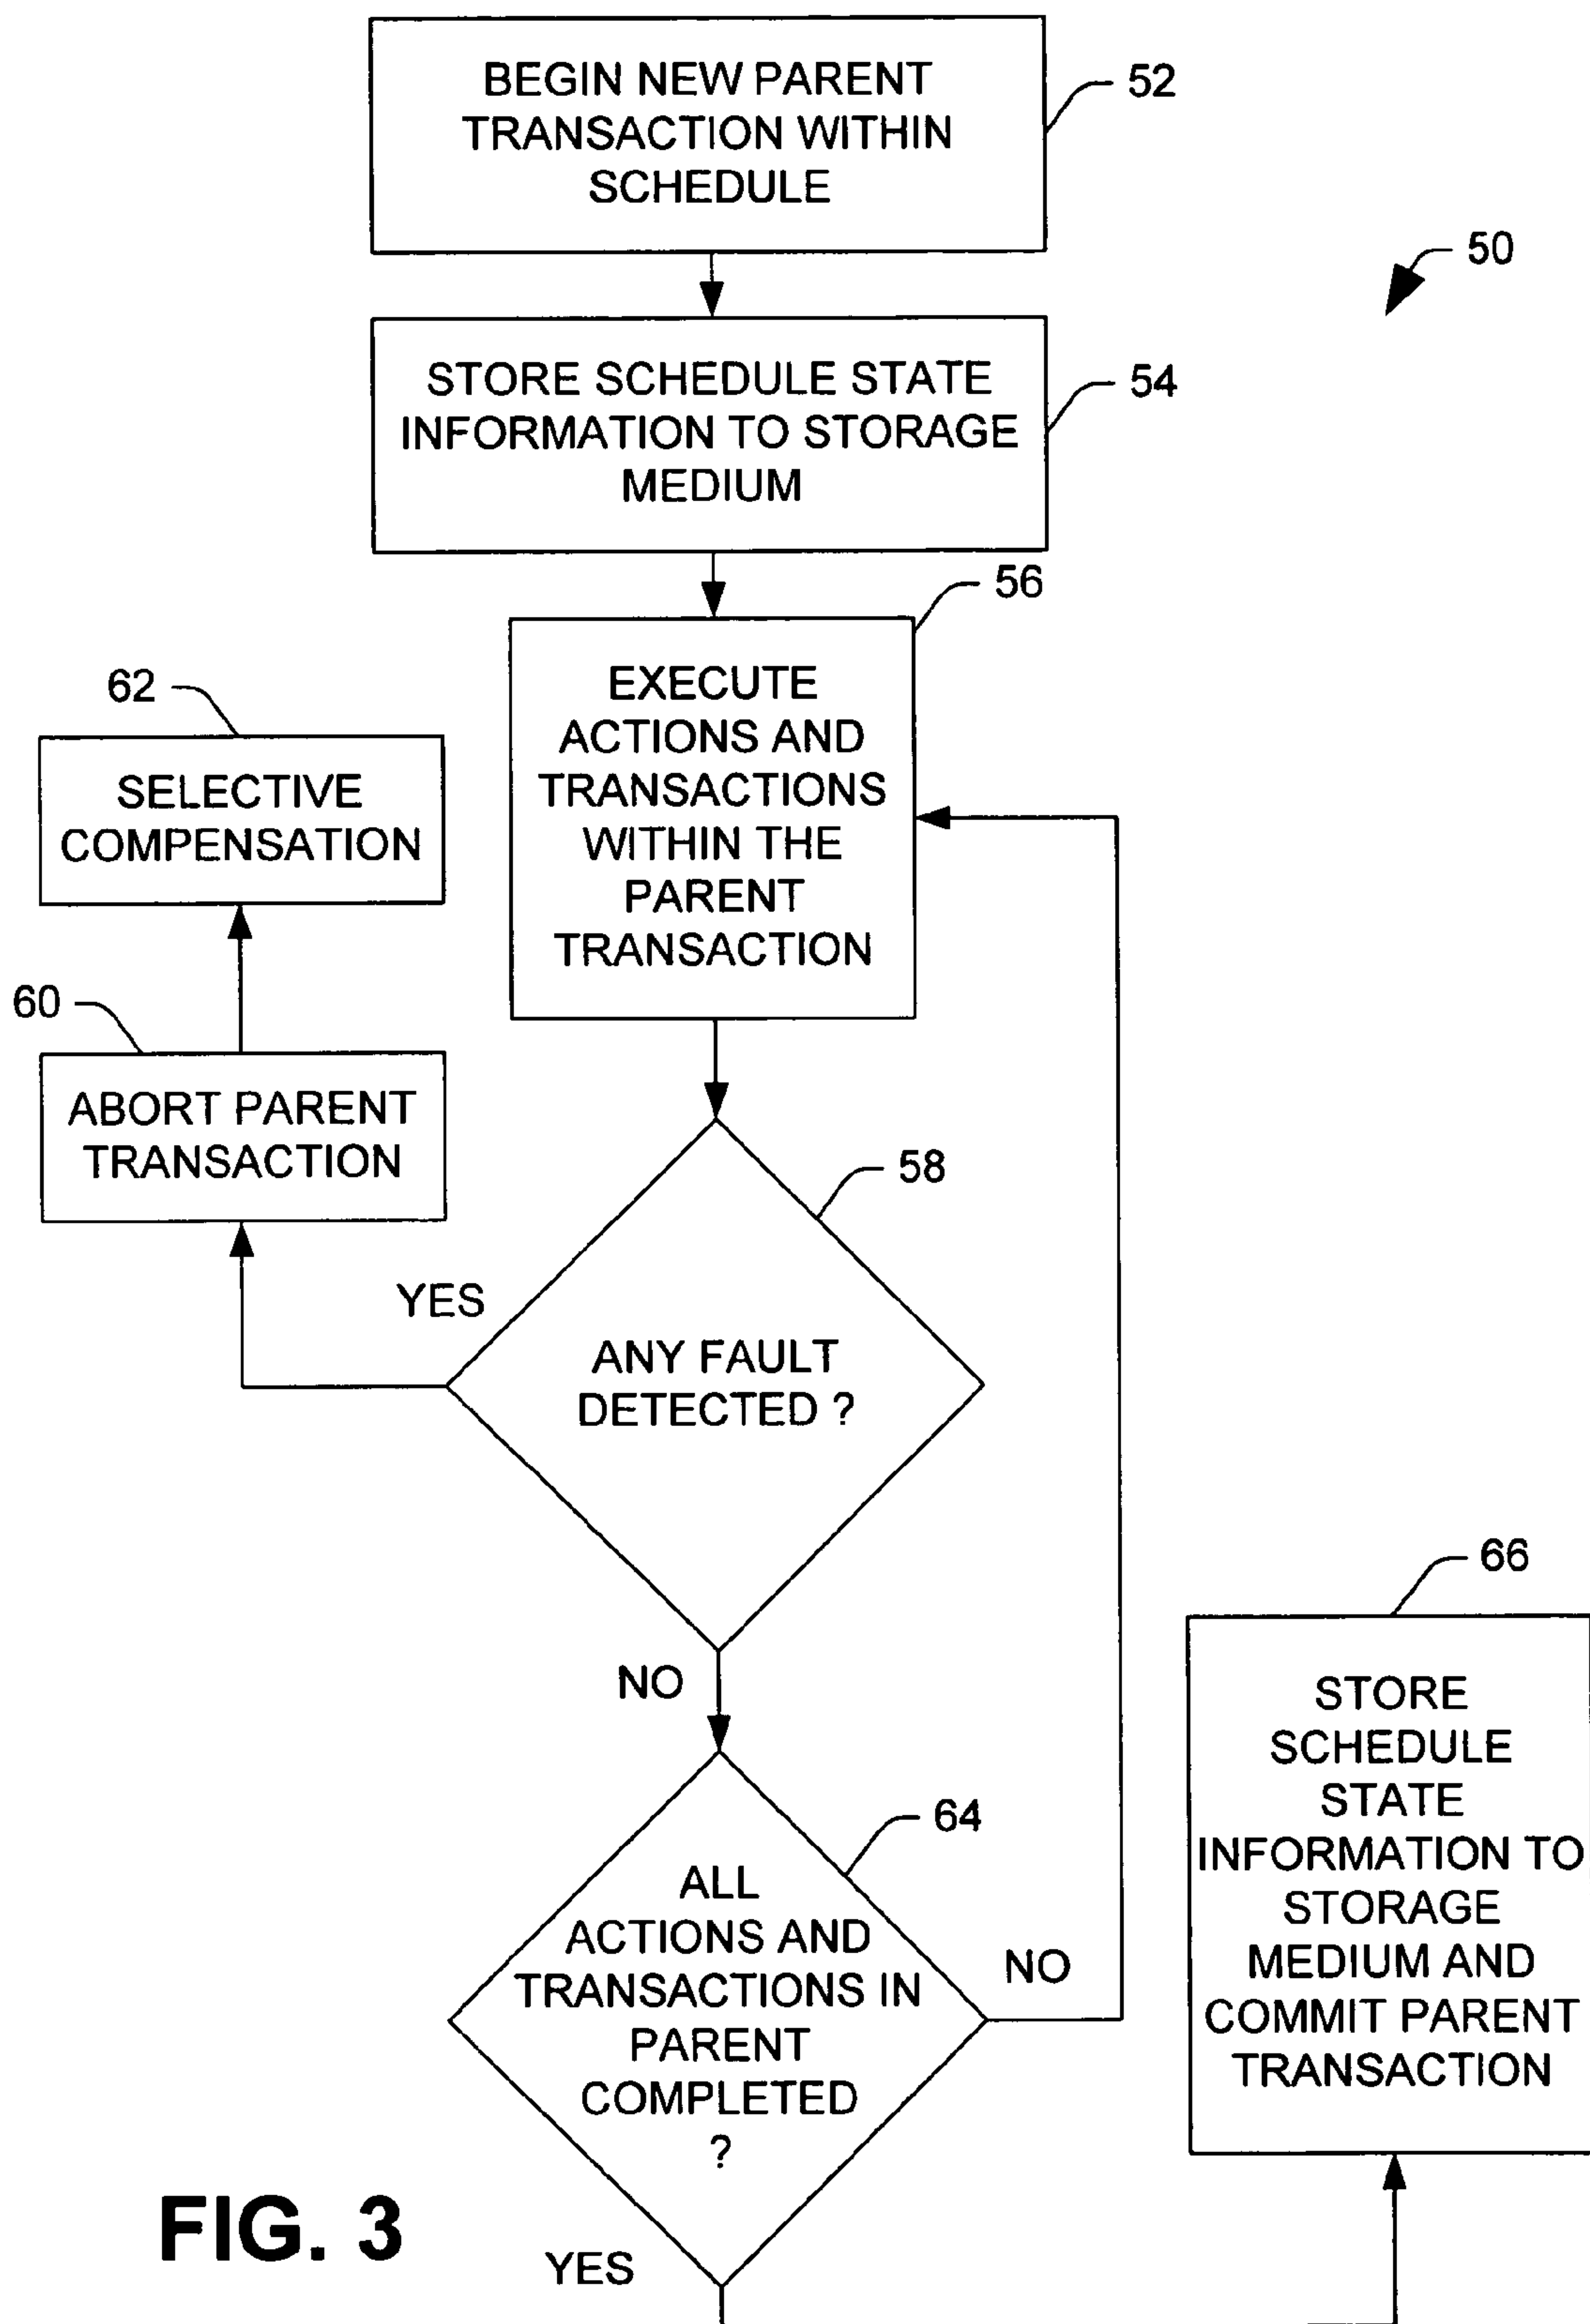 BEGIN NEW PARENT
TRANSACTION WITHIN
SCHEDULE
52
50
STORE SCHEDULE STATE
INFORMATION TO STORAGE
MEDIUM
54
56
EXECUTE
ACTIONS AND
TRANSACTIONS
WITHIN THE
PARENT
TRANSACTION
62
SELECTIVE
COMPENSATION
60
ABORT PARENT
TRANSACTION
58
YES
ANY FAULT
DETECTED ?
NO
66
STORE
SCHEDULE
STATE
INFORMATION TO
STORAGE
MEDIUM AND
COMMIT PARENT
TRANSACTION
64
ALL
ACTIONS AND
TRANSACTIONS IN
PARENT
COMPLETED
?
NO
YES
FIG. 3